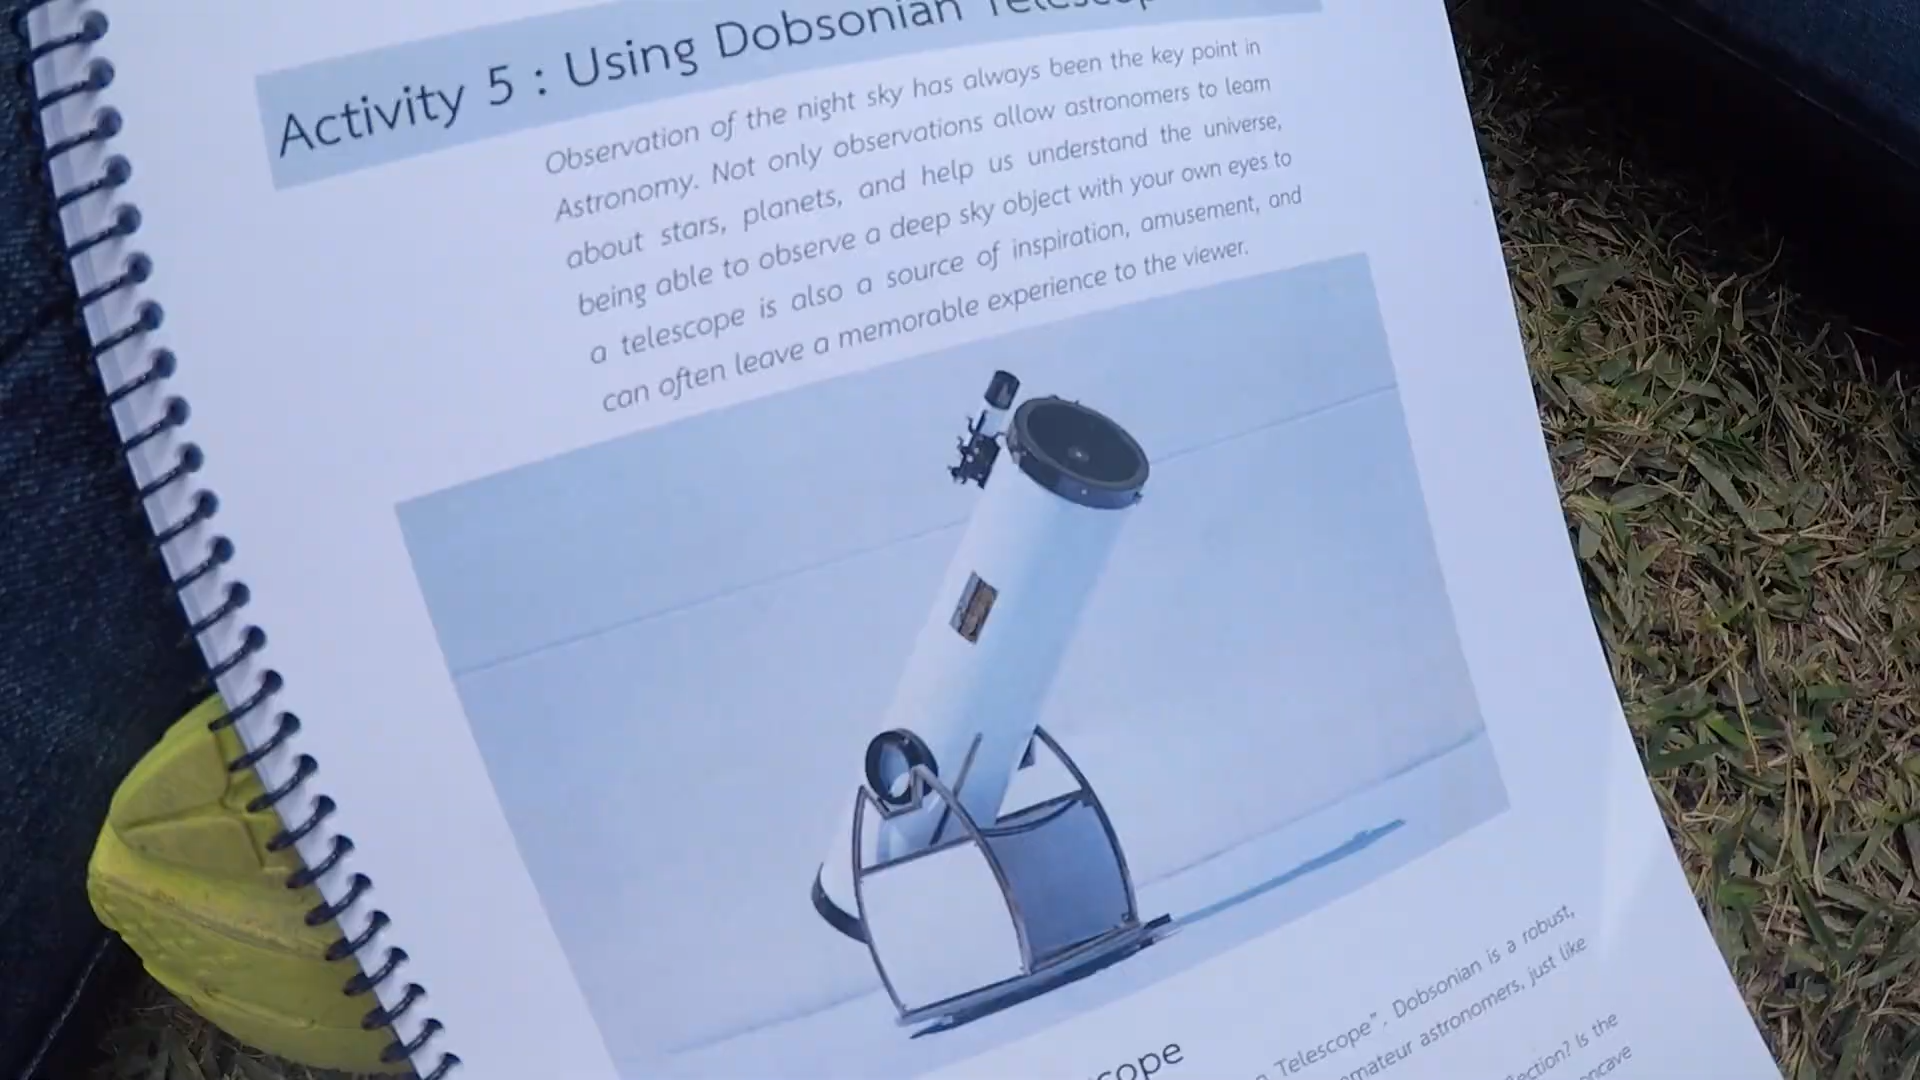 Activity 5 : Using Dobsonian
Observation of the night sky has always been the key point in
Astronomy. Not only observations allow astronomers to learn
about stars, planets, and help us understand the universe,
being able to observe a deep sky object with your own eyes to
a telescope is also a source of inspiration, amusement, and
can often leave a memorable experience to the viewer.
Telescope". Dobsonian is a robust,
astronomers, just like
Is the